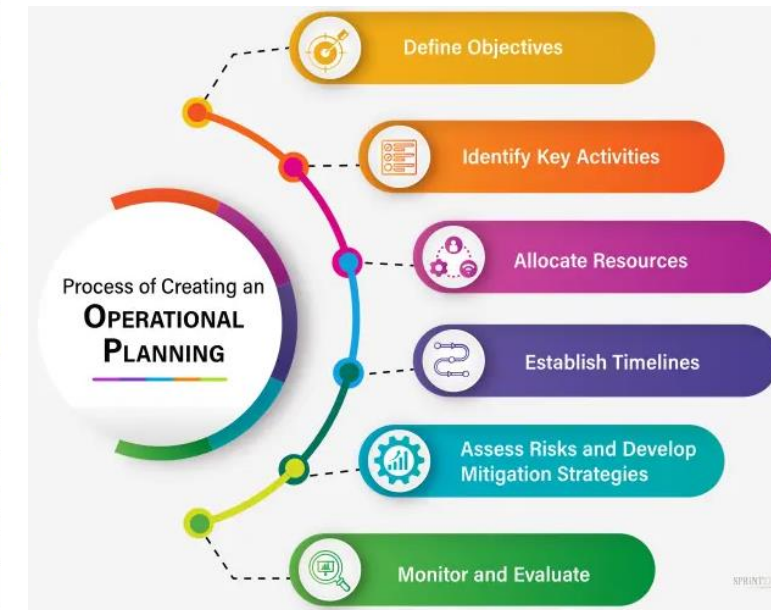 Process of Creating an
OPERATIONAL
PLANNING
Define Objectives
Identify Key Activities
Allocate Resources
Establish Timelines
Assess Risks and Develop
Mitigation Strategies
Monitor and Evaluate